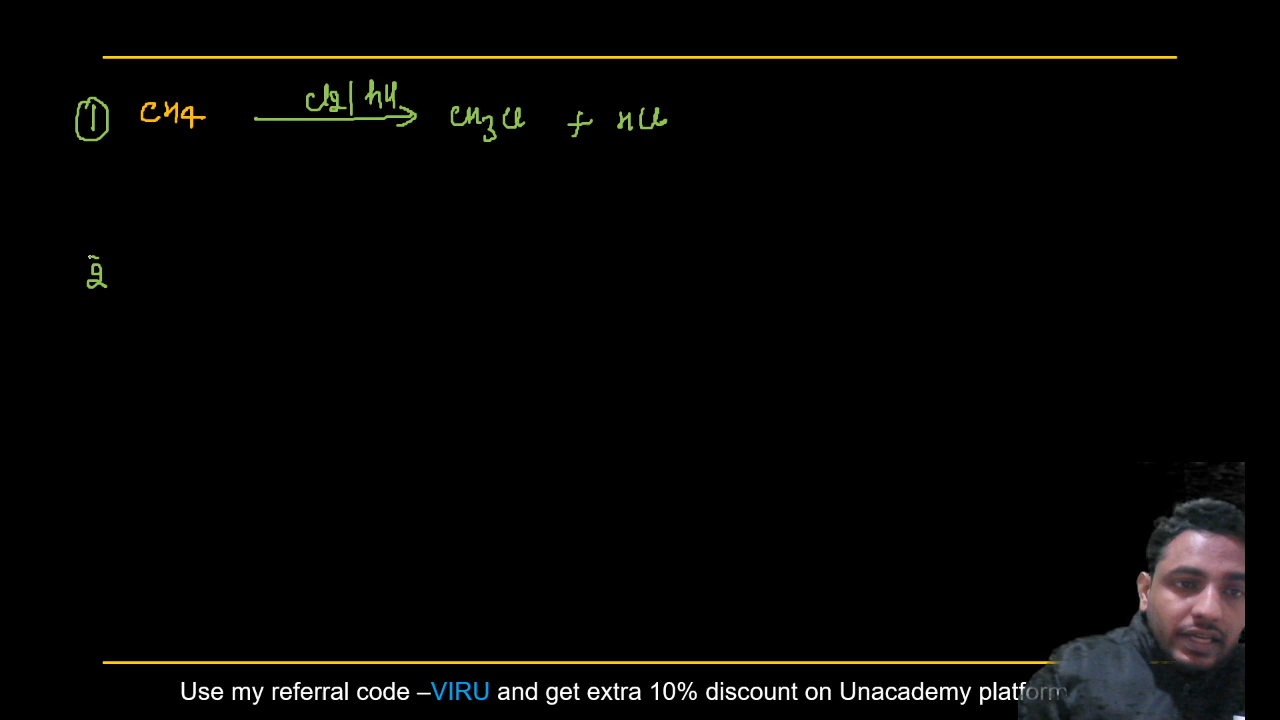 ① CH4 Cl2 | hν → CH3Cl + HCl
2
Use my referral code –VIRU and get extra 10% discount on Unacademy platform